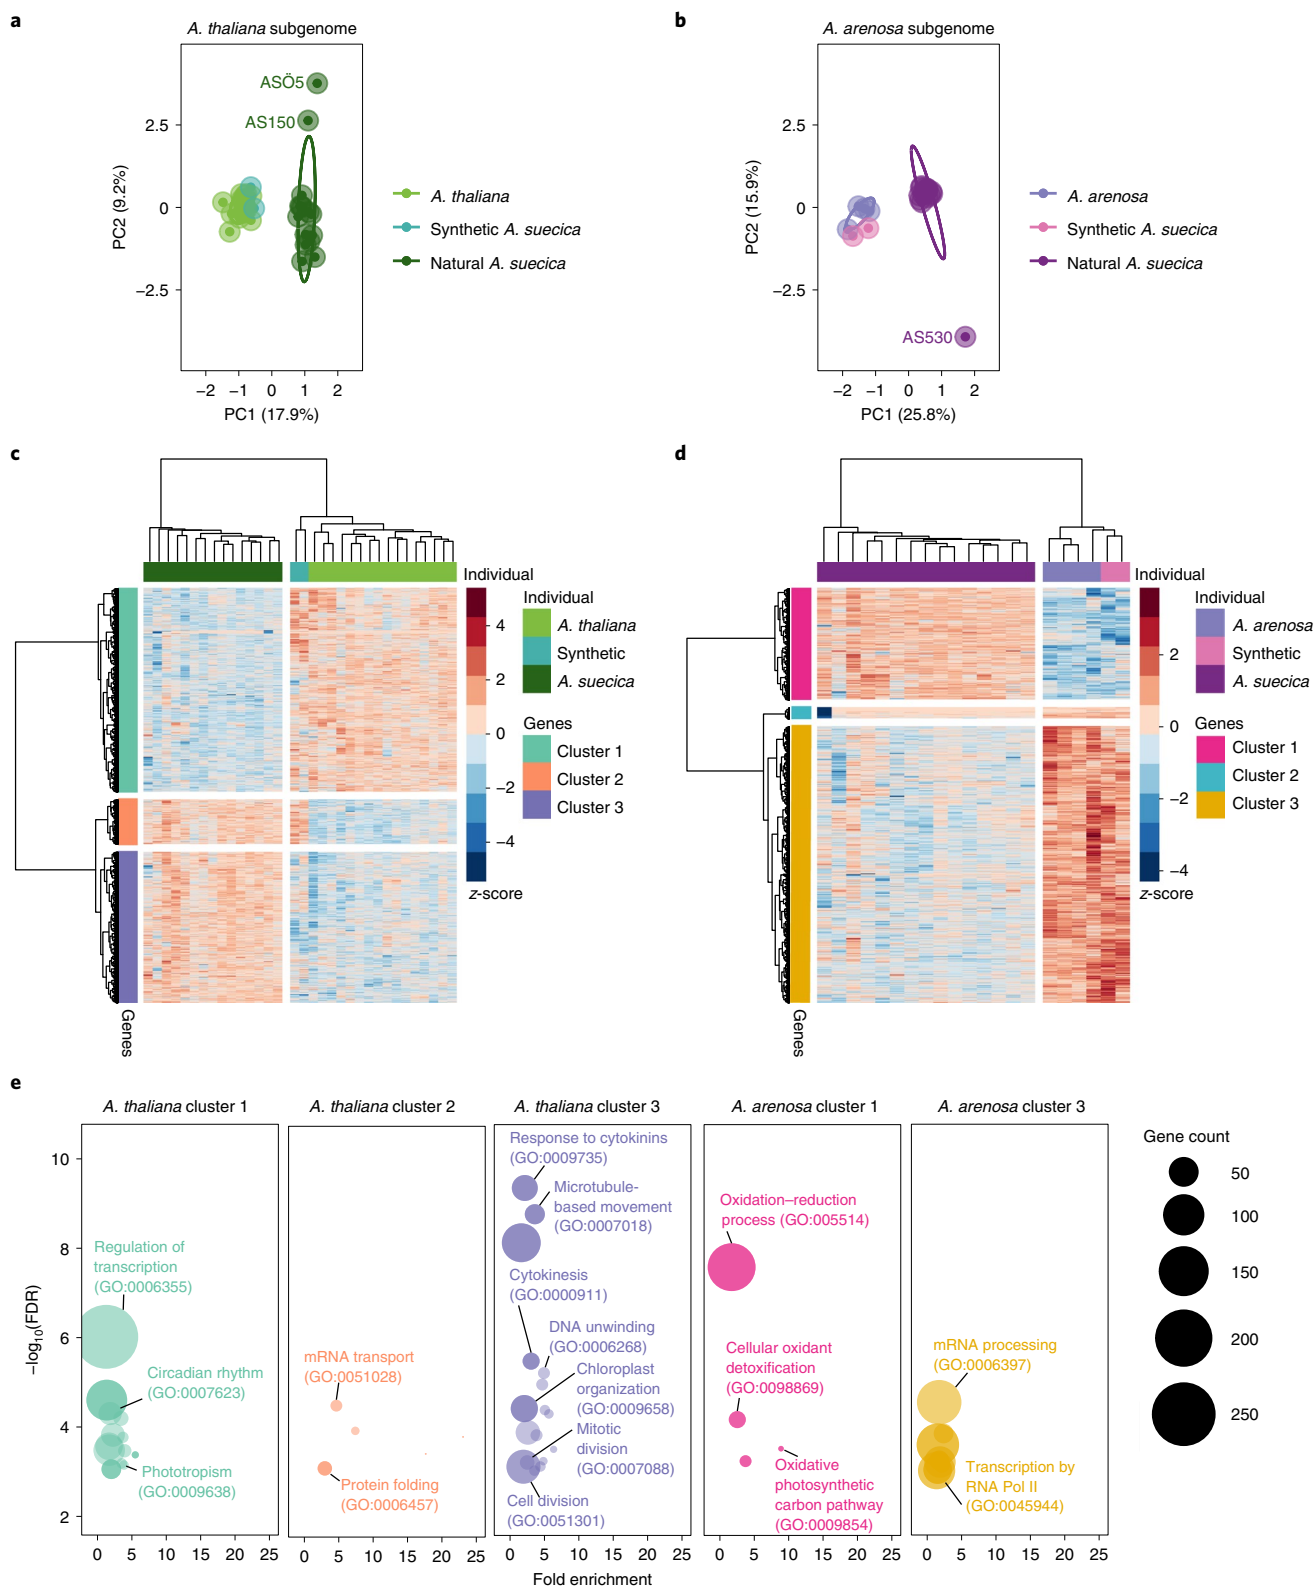 a
A. thaliana subgenome
ASÖ5
AS150
2.5
0
−2.5
PC2 (9.2%)
−2 −1 0 1 2
PC1 (17.9%)
A. thaliana
Synthetic A. suecica
Natural A. suecica
b
A. arenosa subgenome
2.5
0
−2.5
PC2 (15.9%)
AS530
−2 −1 0 1 2
PC1 (25.8%)
A. arenosa
Synthetic A. suecica
Natural A. suecica
c
Individual
4
2
0
−2
−4
z-score
Individual
A. thaliana
Synthetic
A. suecica
Genes
Cluster 1
Cluster 2
Cluster 3
Genes
d
Individual
2
0
−2
−4
z-score
Individual
A. arenosa
Synthetic
A. suecica
Genes
Cluster 1
Cluster 2
Cluster 3
Genes
e
−log10(FDR)
10
8
6
4
2
A. thaliana cluster 1
Regulation of
transcription
(GO:0006355)
Circadian rhythm
(GO:0007623)
Phototropism
(GO:0009638)
0 5 10 15 20 25
A. thaliana cluster 2
mRNA transport
(GO:0051028)
Protein folding
(GO:0006457)
0 5 10 15 20 25
A. thaliana cluster 3
Response to cytokinins
(GO:0009735)
Microtubule-
based movement
(GO:0007018)
Cytokinesis
(GO:0000911)
DNA unwinding
(GO:0006268)
Chloroplast
organization
(GO:0009658)
Mitotic
division
(GO:0007088)
Cell division
(GO:0051301)
0 5 10 15 20 25
Fold enrichment
A. arenosa cluster 1
Oxidation–reduction
process (GO:005514)
Cellular oxidant
detoxification
(GO:0098869)
Oxidative
photosynthetic
carbon pathway
(GO:0009854)
0 5 10 15 20 25
A. arenosa cluster 3
mRNA processing
(GO:0006397)
Transcription by
RNA Pol II
(GO:0045944)
0 5 10 15 20 25
Gene count
50
100
150
200
250